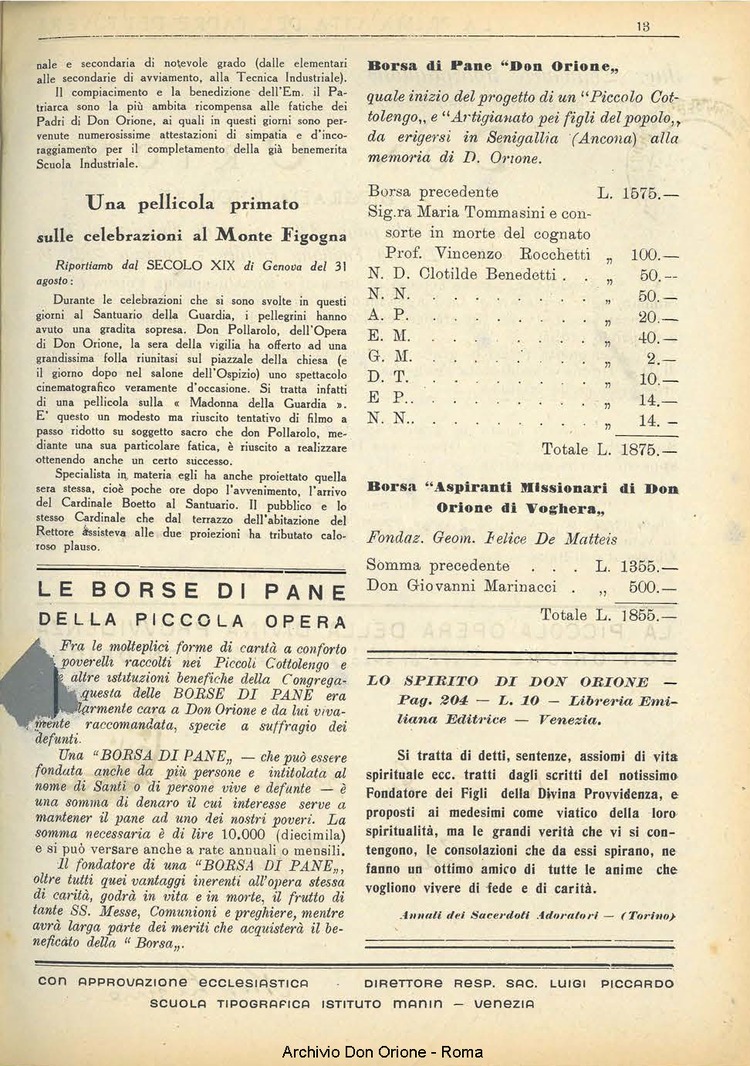 13
nale e secondaria di notevole grado (dalle elementari
alle secondarie di avviamento, alla Tecnica Industriale).
Il compiacimento e la benedizione dell'Em. il Pa-
triarca sono la più ambita ricompensa alle fatiche dei
Padri di Don Orione, ai quali in questi giorni sono per-
venute numerosissime attestazioni di simpatia e d'inco-
raggiamento per il completamento della già benemerita
Scuola Industriale.
Una pellicola primato
sulle celebrazioni al Monte Figogna
Riportiamo dal SECOLO XIX di Genova del 31
agosto :
Durante le celebrazioni che si sono svolte in questi
giorni al Santuario della Guardia, i pellegrini hanno
avuto una gradita sopresa. Don Pollarolo, dell'Opera
di Don Orione, la sera della vigilia ha offerto ad una
grandissima folla riunitasi sul piazzale della chiesa (e
il giorno dopo nel salone dell'Ospizio) uno spettacolo
cinematografico veramente d'occasione. Si tratta infatti
di una pellicola sulla « Madonna della Guardia ».
E' questo un modesto ma riuscito tentativo di filmo a
passo ridotto su soggetto sacro che don Pollarolo, me-
diante una sua particolare fatica, è riuscito a realizzare
ottenendo anche un certo successo.
Specialista in materia egli ha anche proiettato quella
sera stessa, cioè poche ore dopo l'avvenimento, l'arrivo
del Cardinale Boetto al Santuario. Il pubblico e lo
stesso Cardinale che dal terrazzo dell'abitazione del
Rettore assisteva alle due proiezioni ha tributato calo-
roso plauso.
LE BORSE DI PANE
DELLA PICCOLA OPERA
Fra le molteplici forme di carità a conforto
poverelli raccolti nei Piccoli Cottolengo e
altre istituzioni benefiche della Congrega-
questa delle BORSE DI PANE era
larmente cara a Don Orione e da lui viva-
mente raccomandata, specie a suffragio dei
defunti.
Una "BORSA DI PANE„ — che può essere
fondata anche da più persone e intitolata al
nome di Santi o di persone vive e defunte — è
una somma di denaro il cui interesse serve a
mantener il pane ad uno dei nostri poveri. La
somma necessaria è di lire 10.000 (diecimila)
e si può versare anche a rate annuali o mensili.
Il fondatore di una "BORSA DI PANE„,
oltre tutti quei vantaggi inerenti all'opera stessa
di carità, godrà in vita e in morte, il frutto di
tante SS. Messe, Comunioni e preghiere, mentre
avrà larga parte dei meriti che acquisterà il be-
neficato della " Borsa„.
Borsa di Pane "Don Orione„
quale inizio del progetto di un "Piccolo Cot-
tolengo„ e "Artigianato pei figli del popolo„,
da erigersi in Senigallia (Ancona) alla
memoria di D. Orione.
Borsa precedente L. 1575.—
Sig.ra Maria Tommasini e con-
sorte in morte del cognato
Prof. Vincenzo Rocchetti „ 100.—
N. D. Clotilde Benedetti . . „ 50.--
N. N. . . . . . . . . „ 50.—
A. P. . . . . . . . . „ 20.—
E. M. . . . . . . . . „ 40.—
G. M. . . . . . . . . „ 2.—
D. T. . . . . . . . . „ 10.—
E P.. . . . . . . . . „ 14.—
N. N.. . . . . . . . . „ 14. -
Totale L. 1875.—
Borsa "Aspiranti Missionari di Don
Orione di Voghera„
Fondaz. Geom. Felice De Matteis
Somma precedente . . . L. 1355.—
Don Giovanni Marinacci . „ 500.—
Totale L. 1855.—
LO SPIRITO DI DON ORIONE —
Pag. 204 — L. 10 — Libreria Emi-
liana Editrice — Venezia.
Si tratta di detti, sentenze, assiomi di vita
spirituale ecc. tratti dagli scritti del notissimo
Fondatore dei Figli della Divina Provvidenza, e
proposti ai medesimi come viatico della loro
spiritualità, ma le grandi verità che vi si con-
tengono, le consolazioni che da essi spirano, ne
fanno un ottimo amico di tutte le anime che
vogliono vivere di fede e di carità.
Annali dei Sacerdoti Adoratori — (Torino)
con APPROVAZIONE ECCLESIASTICA - DIRETTORE RESP. SAC. LUIGI PICCARDO
SCUOLA TIPOGRAFICA ISTITUTO MANIN — VENEZIA
Archivio Don Orione - Roma